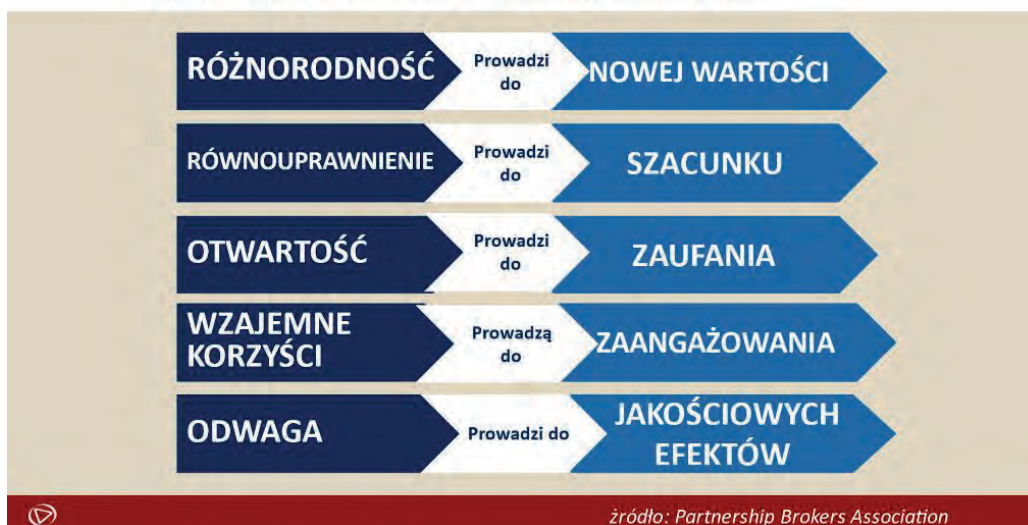 RÓŻNORODNOŚĆ Prowadzi do NOWEJ WARTOŚCI
RÓWNOUPRAWNIENIE Prowadzi do SZACUNKU
OTWARTOŚĆ Prowadzi do ZAUFANIA
WZAJEMNE KORZYŚCI Prowadzą do ZAANGAŻOWANIA
ODWAGA Prowadzi do JAKOŚCIOWYCH EFEKTÓW
źródło: Partnership Brokers Association